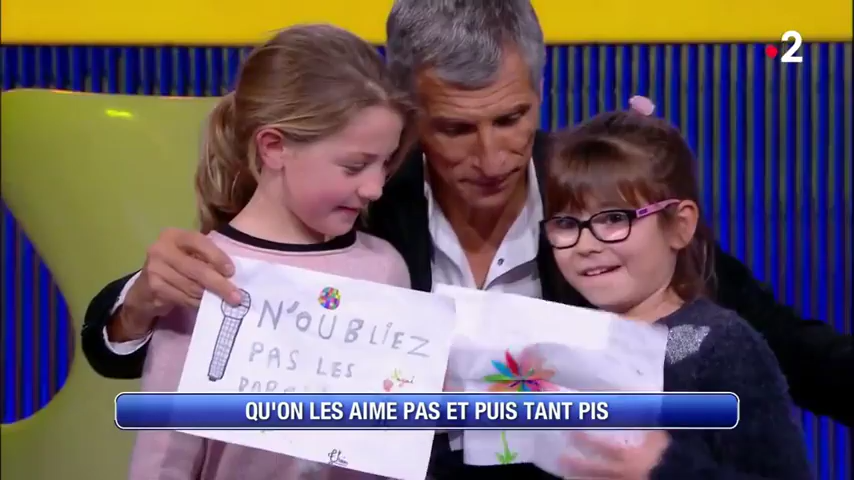 2
N'OUBLIEZ
PAS LES
QU'ON LES AIME PAS ET PUIS TANT PIS